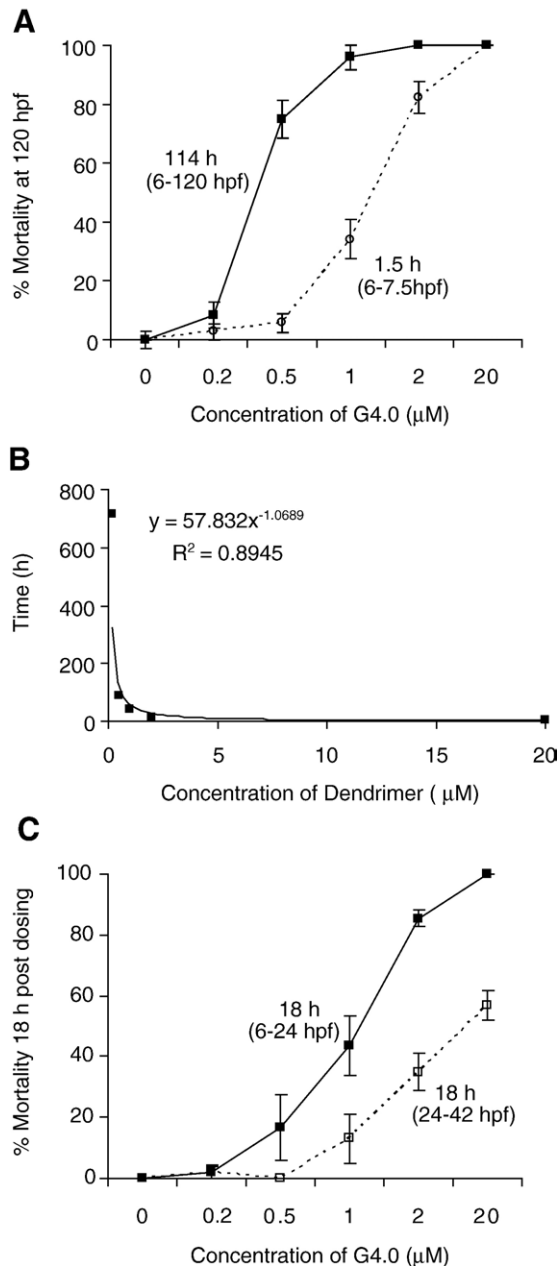 A
100
80
60
40
20
0
% Mortality at 120 hpf
114 h
(6-120 hpf)
1.5 h
(6-7.5hpf)
0 0.2 0.5 1 2 20
Concentration of G4.0 (μM)
B
800
600
400
200
0
Time (h)
y = 57.832x^-1.0689
R² = 0.8945
0 5 10 15 20
Concentration of Dendrimer ( μM)
C
100
80
60
40
20
0
% Mortality 18 h post dosing
18 h
(6-24 hpf)
18 h
(24-42 hpf)
0 0.2 0.5 1 2 20
Concentration of G4.0 (μM)